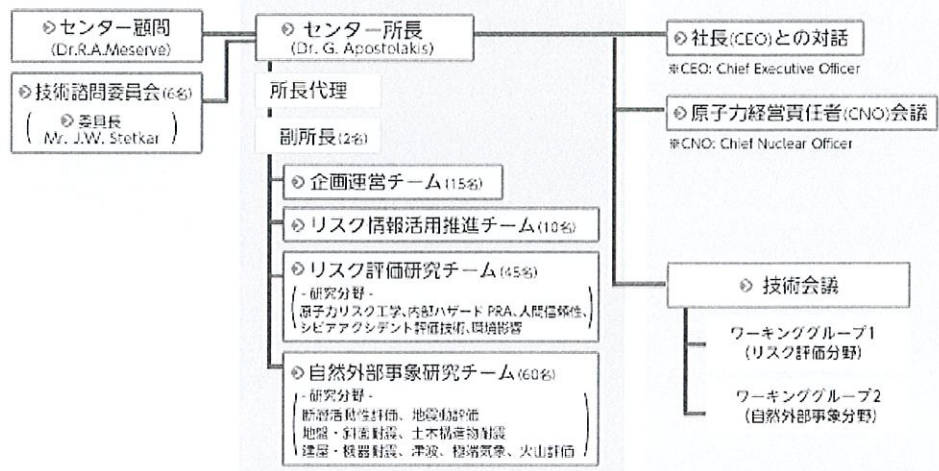 センター顧問
(Dr.R.A.Meserve)
技術諮問委員会(6名)
委員長
Mr. J.W. Stetkar
センター所長
(Dr. G. Apostolakis)
所長代理
副所長(2名)
企画運営チーム(15名)
リスク情報活用推進チーム(10名)
リスク評価研究チーム(45名)
- 研究分野 -
原子力リスク工学、内部ハザード PRA、人間信頼性、
シビアアクシデント評価技術、環境影響
自然外部事象研究チーム(60名)
- 研究分野 -
断層活動性評価、地震動評価
地盤・斜面耐震、土木構造物耐震
建屋・機器耐震、津波、極端気象、火山評価
社長(CEO)との対話
※CEO: Chief Executive Officer
原子力経営責任者(CNO)会議
※CNO: Chief Nuclear Officer
技術会議
ワーキンググループ1
(リスク評価分野)
ワーキンググループ2
(自然外部事象分野)